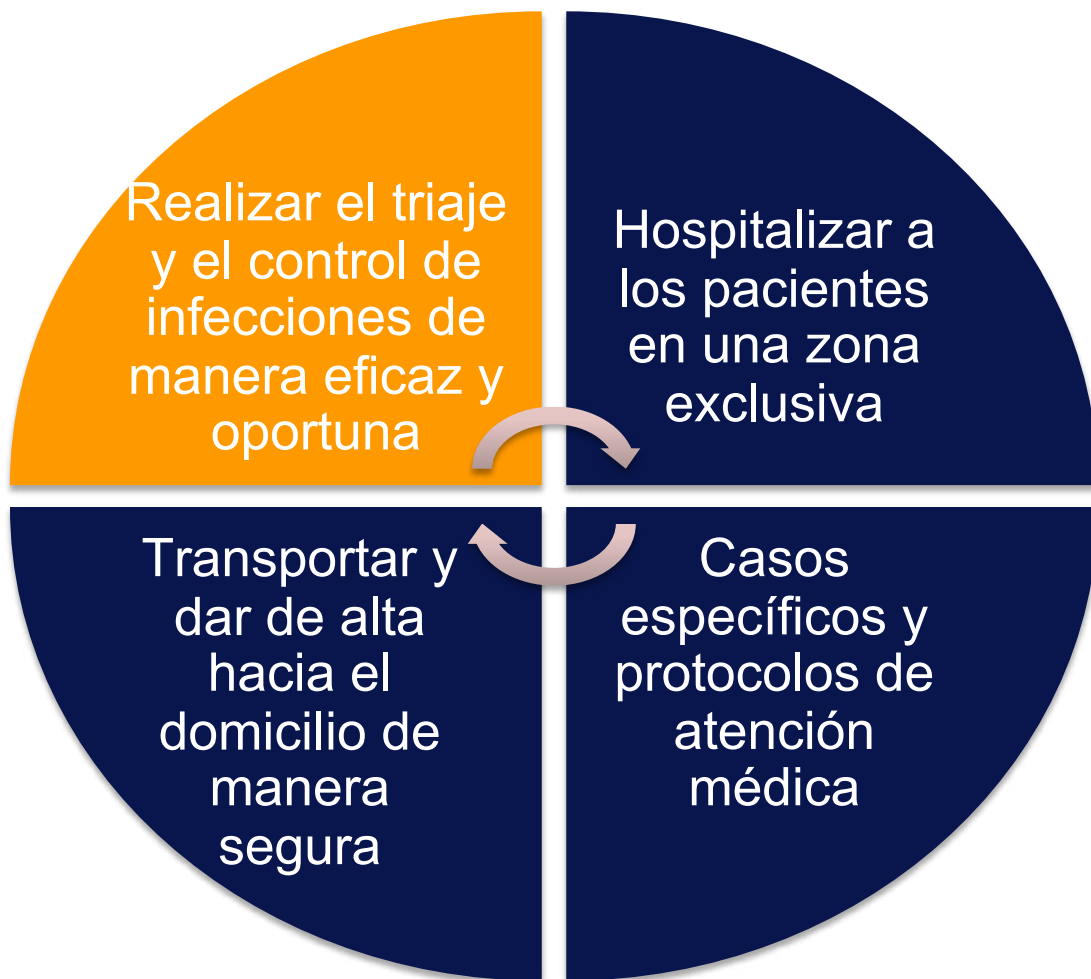 Realizar el triaje
y el control de
infecciones de
manera eficaz y
oportuna
Hospitalizar a
los pacientes
en una zona
exclusiva
Transportar y
dar de alta
hacia el
domicilio de
manera
segura
Casos
específicos y
protocolos de
atención
médica